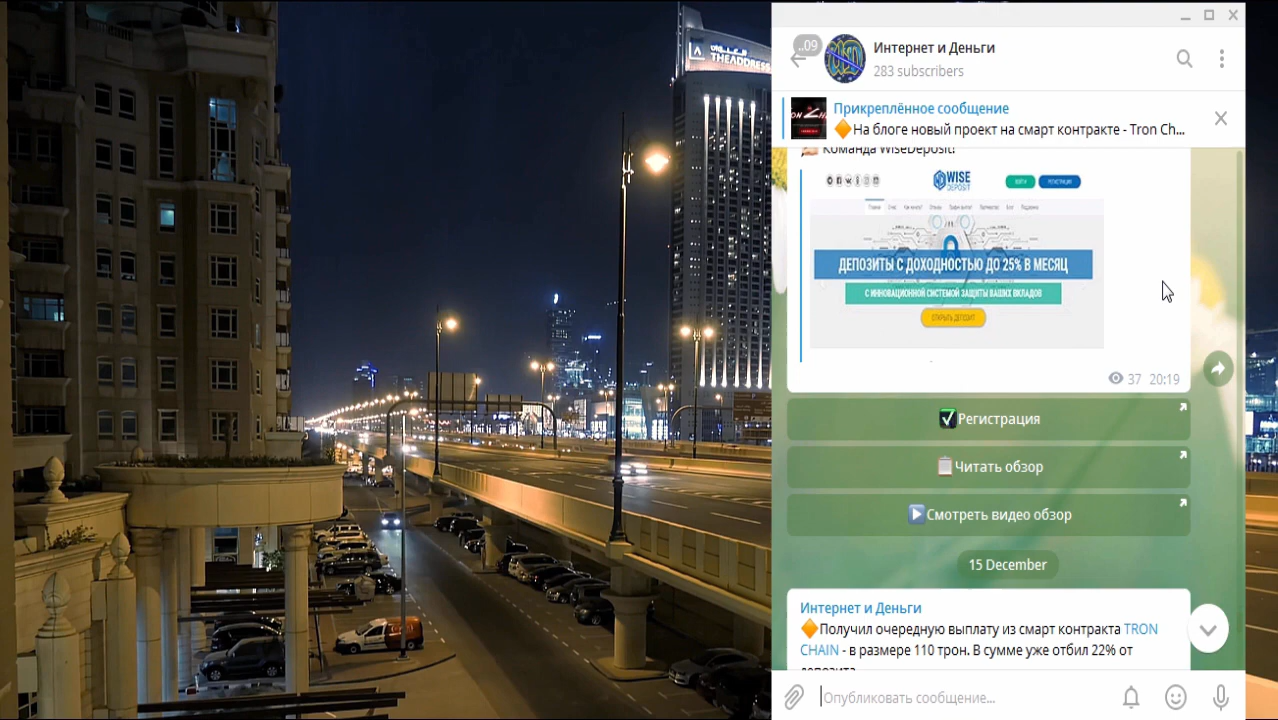 THEADDRESS
..09
Интернет и Деньги
283 subscribers
Прикреплённое сообщение
На блоге новый проект на смарт контракте - Tron Ch...
Команда WiseDeposit!
WISE
DEPOSIT
ВОЙТИ
РЕГИСТРАЦИЯ
ДЕПОЗИТЫ С ДОХОДНОСТЬЮ ДО 25% В МЕСЯЦ
С ИННОВАЦИОННОЙ СИСТЕМОЙ ЗАЩИТЫ ВАШИХ ВКЛАДОВ
ОТКРЫТЬ ДЕПОЗИТ
37 20:19
Регистрация
Читать обзор
Смотреть видео обзор
15 December
Интернет и Деньги
Получил очередную выплату из смарт контракта TRON
CHAIN - в размере 110 трон. В сумме уже отбил 22% от
депозита
Опубликовать сообщение...